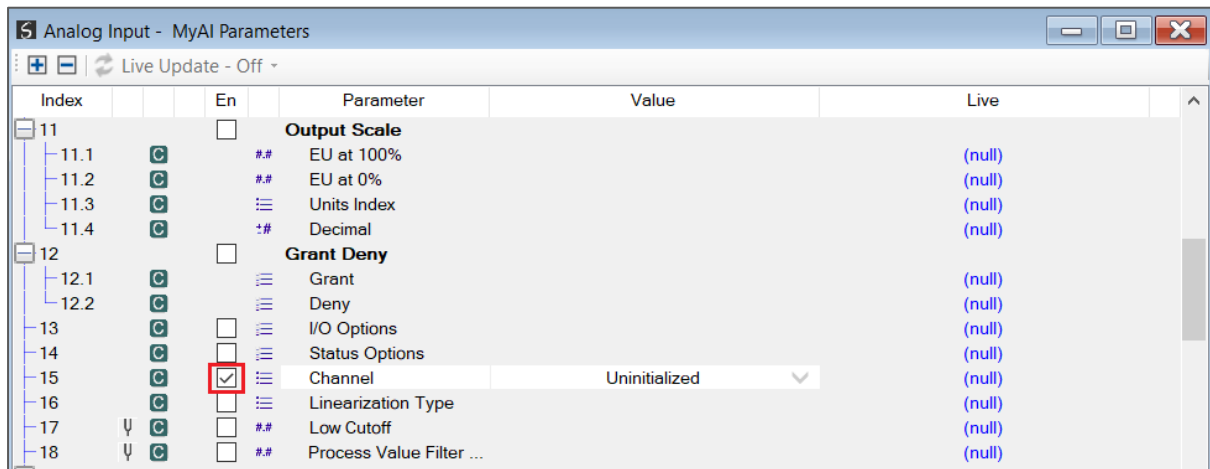 Analog Input - MyAI Parameters
Live Update - Off
Index En Parameter Value Live
11 Output Scale
11.1 C #.# EU at 100% (null)
11.2 C #.# EU at 0% (null)
11.3 C Units Index (null)
11.4 C ±# Decimal (null)
12 Grant Deny
12.1 C Grant (null)
12.2 C Deny (null)
13 C I/O Options (null)
14 C Status Options (null)
15 C Channel Uninitialized (null)
16 C Linearization Type (null)
17 C #.# Low Cutoff (null)
18 C #.# Process Value Filter ... (null)